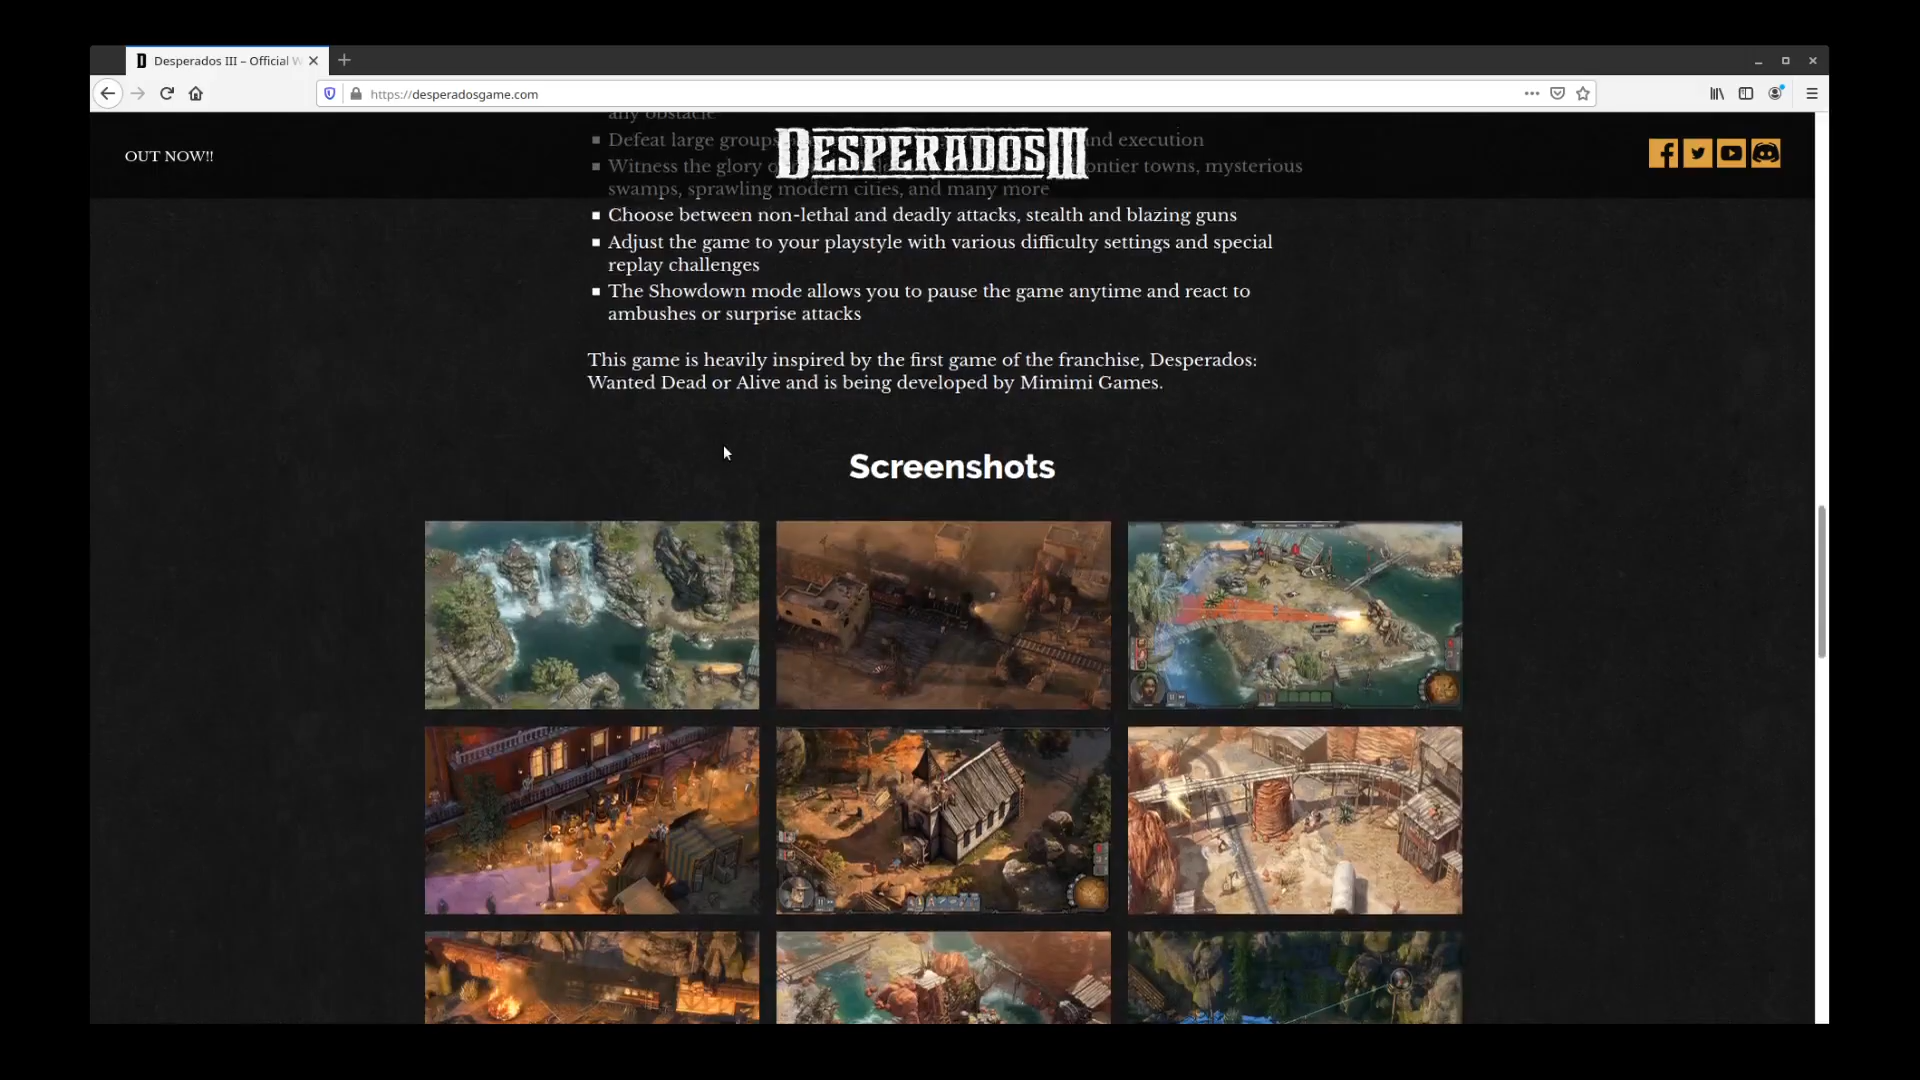 Desperados III – Official W
https://desperadosgame.com
any obstacle
OUT NOW!!
DESPERADOS III
Defeat large groups nd execution
Witness the glory o ontier towns, mysterious
swamps, sprawling modern cities, and many more
Choose between non-lethal and deadly attacks, stealth and blazing guns
Adjust the game to your playstyle with various difficulty settings and special
replay challenges
The Showdown mode allows you to pause the game anytime and react to
ambushes or surprise attacks
This game is heavily inspired by the first game of the franchise, Desperados:
Wanted Dead or Alive and is being developed by Mimimi Games.
Screenshots